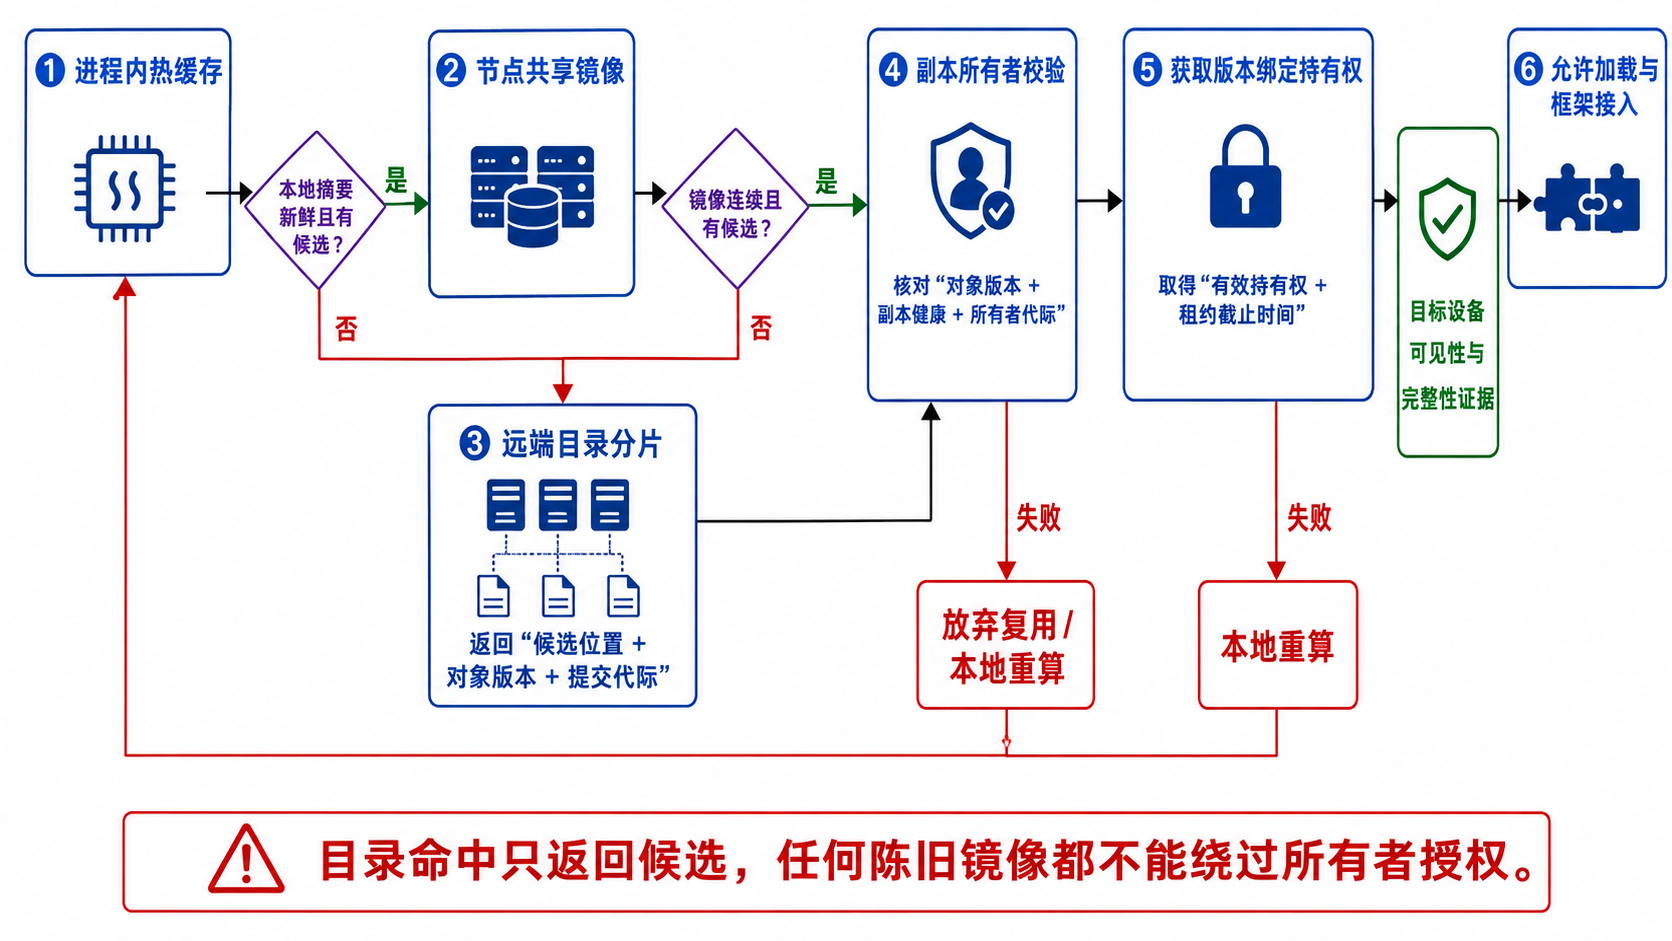 1 进程内热缓存
本地摘要
新鲜且有
候选？
是
否
2 节点共享镜像
镜像连续且
有候选？
是
否
3 远端目录分片
返回“候选位置 +
对象版本 + 提交代际”
4 副本所有者校验
核对“对象版本 +
副本健康 + 所有者代际”
失败
放弃复用 /
本地重算
5 获取版本绑定持有权
取得“有效持有权 +
租约截止时间”
失败
本地重算
目标设备
可见性与
完整性证据
6 允许加载与
框架接入
目录命中只返回候选，任何陈旧镜像都不能绕过所有者授权。